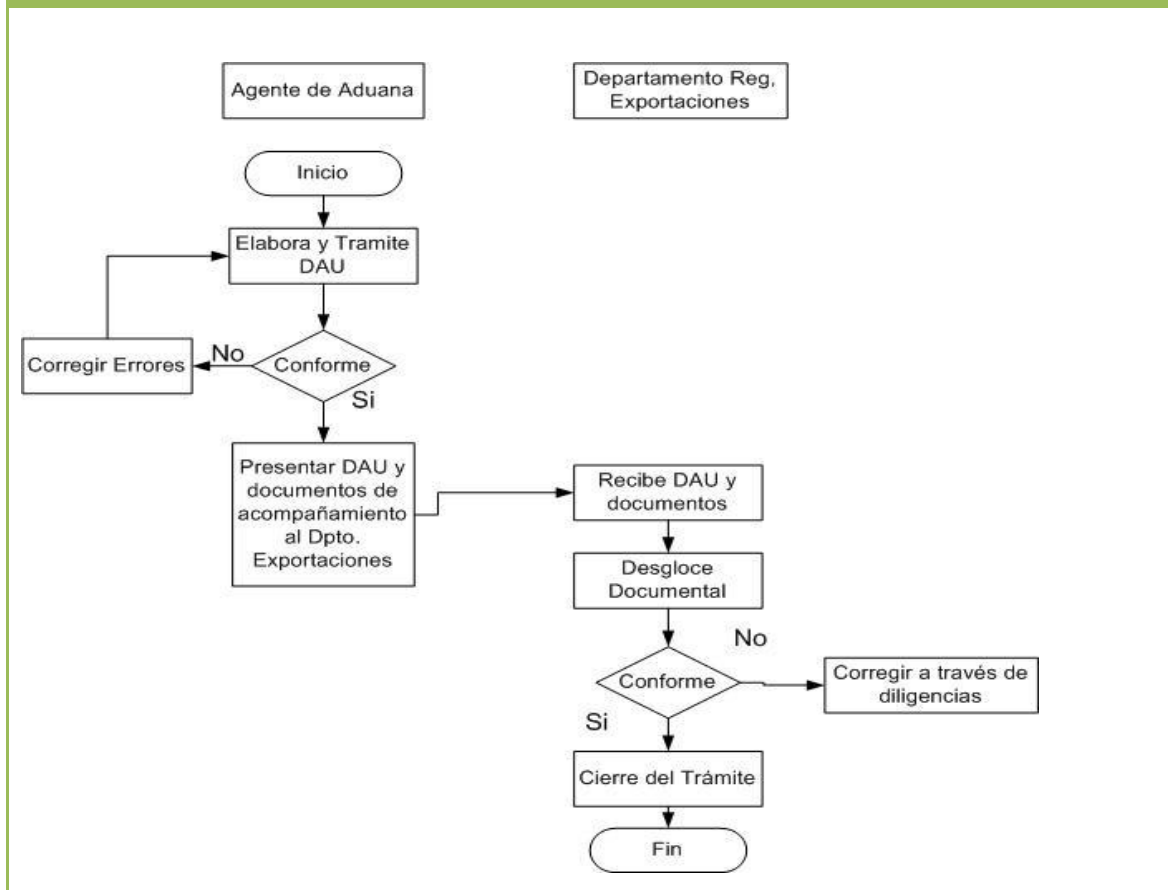 Agente de Aduana
Departamento Reg,
Exportaciones
Inicio
Elabora y Tramite
DAU
Corregir Errores
No
Conforme
Si
Presentar DAU y
documentos de
acompañamiento
al Dpto.
Exportaciones
Recibe DAU y
documentos
Desgloce
Documental
No
Conforme
Corregir a través de
diligencias
Si
Cierre del Trámite
Fin